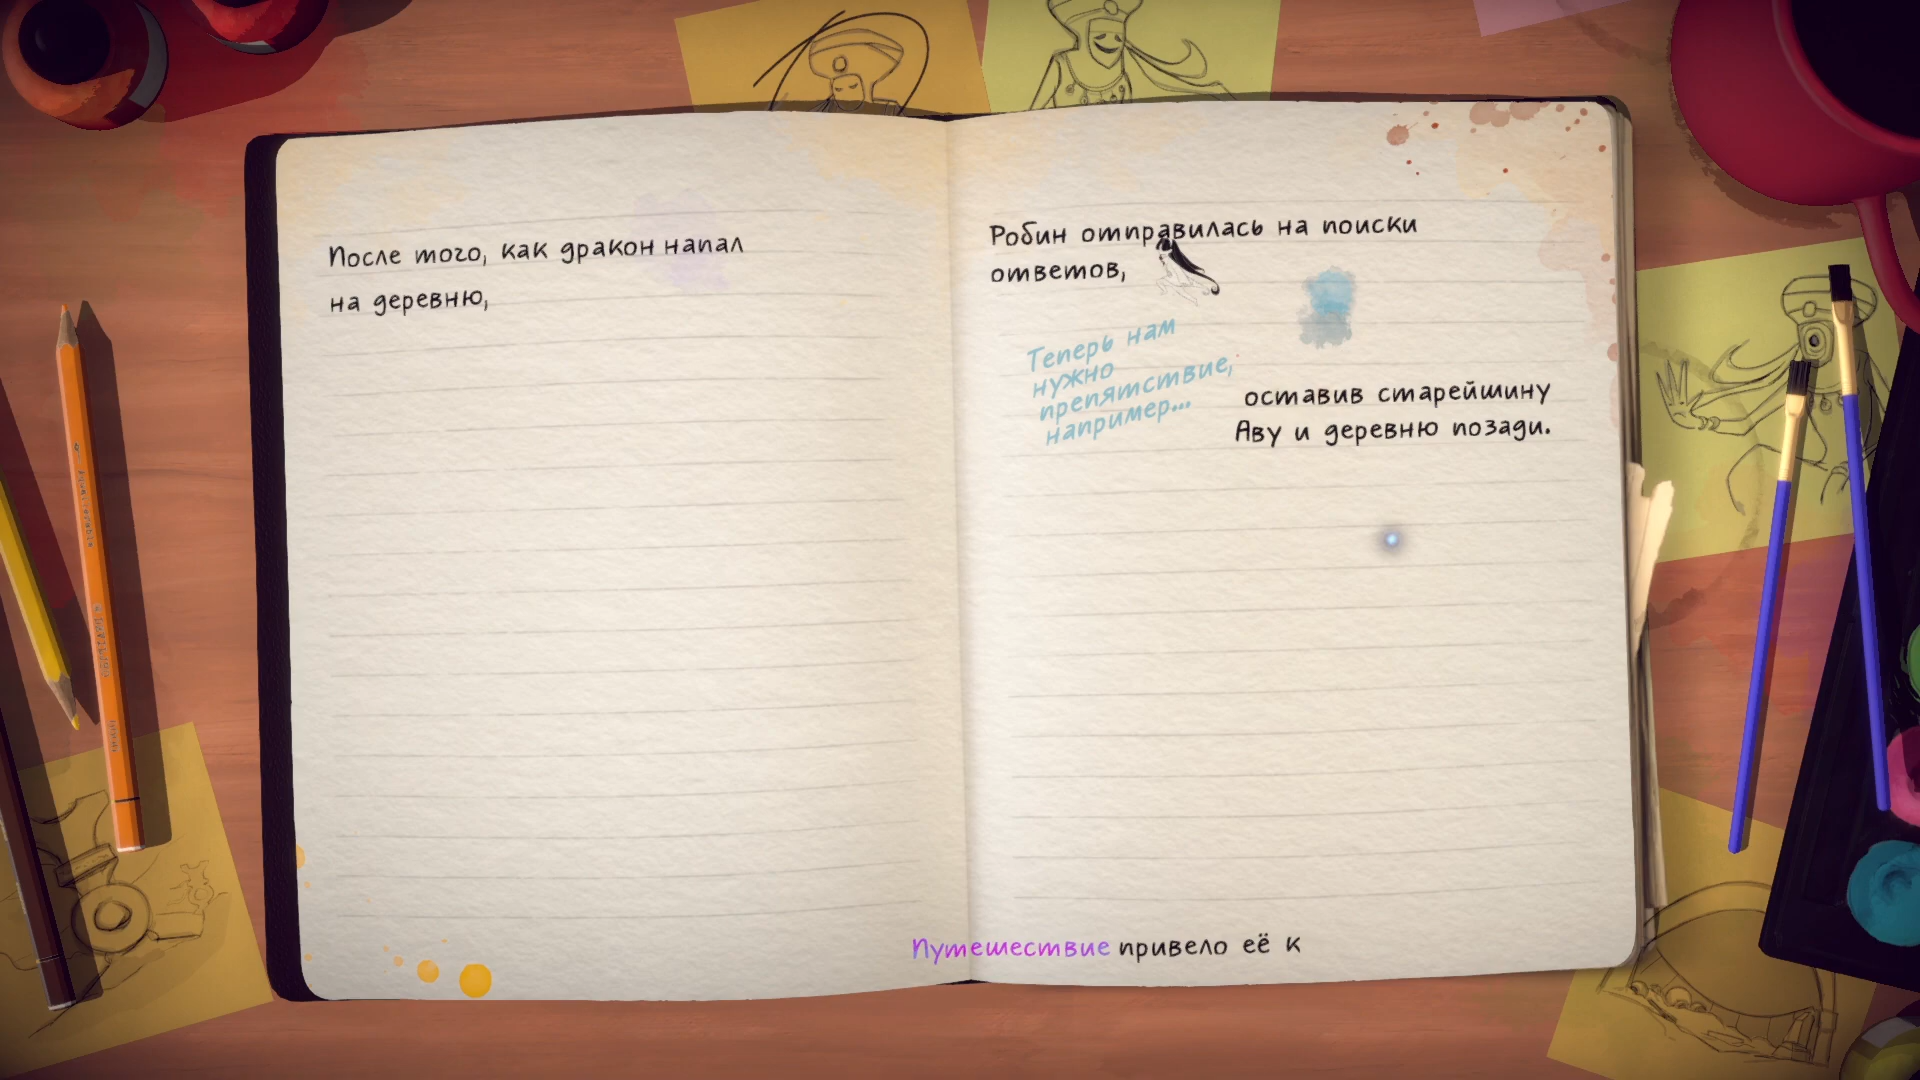 После того, как дракон напал
на деревню,
Робин отправилась на поиски
ответов,
Теперь нам
нужно
препятствие,
например...
оставив старейшину
Аву и деревню позади.
Путешествие привело её к